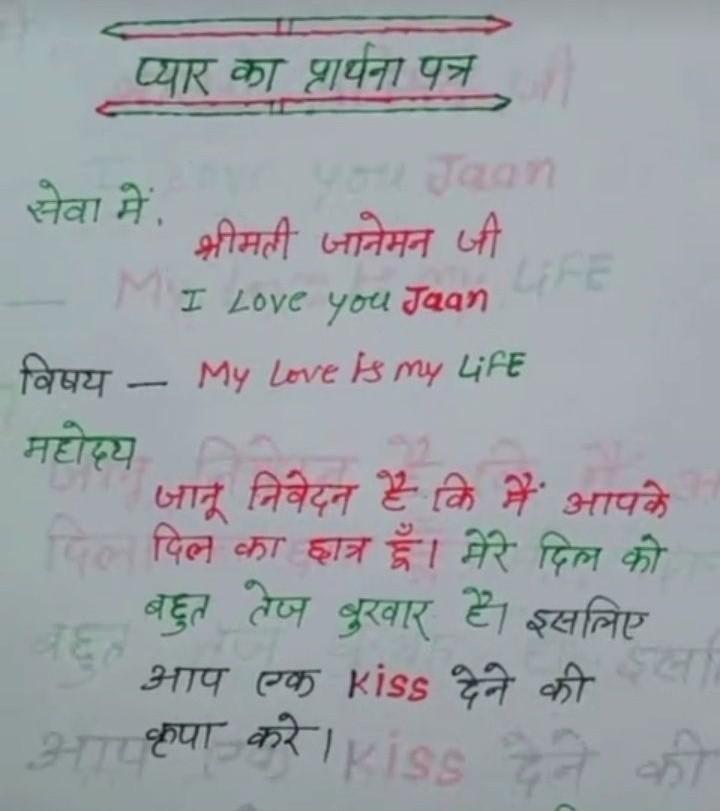 प्यार का प्रार्थना पत्र
सेवा में,
श्रीमती जानेमन जी
I Love you Jaan
विषय — My Love is my LiFE
महोदय
जानू निवेदन है कि मैं आपके
दिल का छात्र हूँ। मेरे दिल को
बहुत तेज बुखार है। इसलिए
आप एक Kiss देने की
कृपा करे।